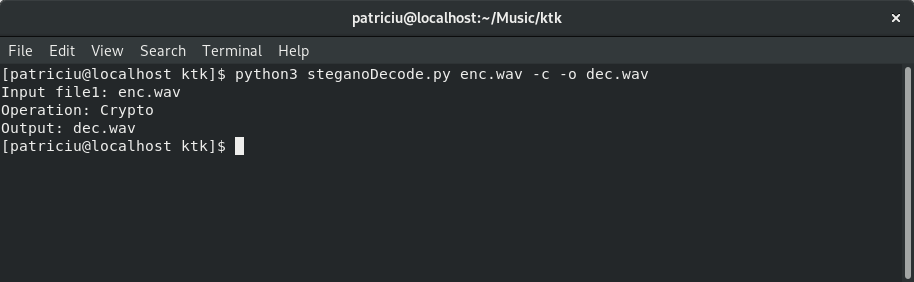 patriciu@localhost:~/Music/ktk ×
File Edit View Search Terminal Help
[patriciu@localhost ktk]$ python3 steganoDecode.py enc.wav -c -o dec.wav
Input file1: enc.wav
Operation: Crypto
Output: dec.wav
[patriciu@localhost ktk]$